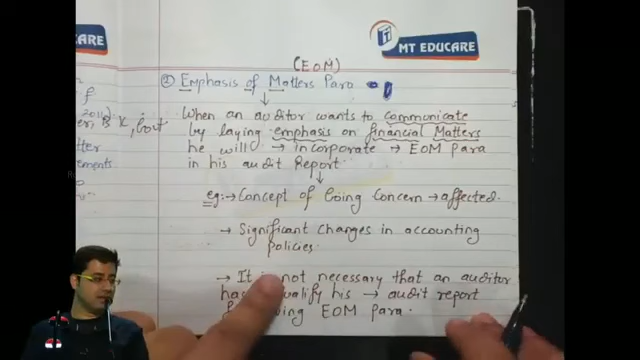 MT EDUCARE
(EOM)
② Emphasis of Matters Para
When an auditor wants to communicate
by laying emphasis on financial Matters
he will → incorporate → EOM para
in his audit Report.
eg:→ Concept of Going Concern → affected.
→ Significant changes in accounting
policies.
→ It is not necessary that an auditor
has qualify his → audit report
EOM Para.
EDUCARE